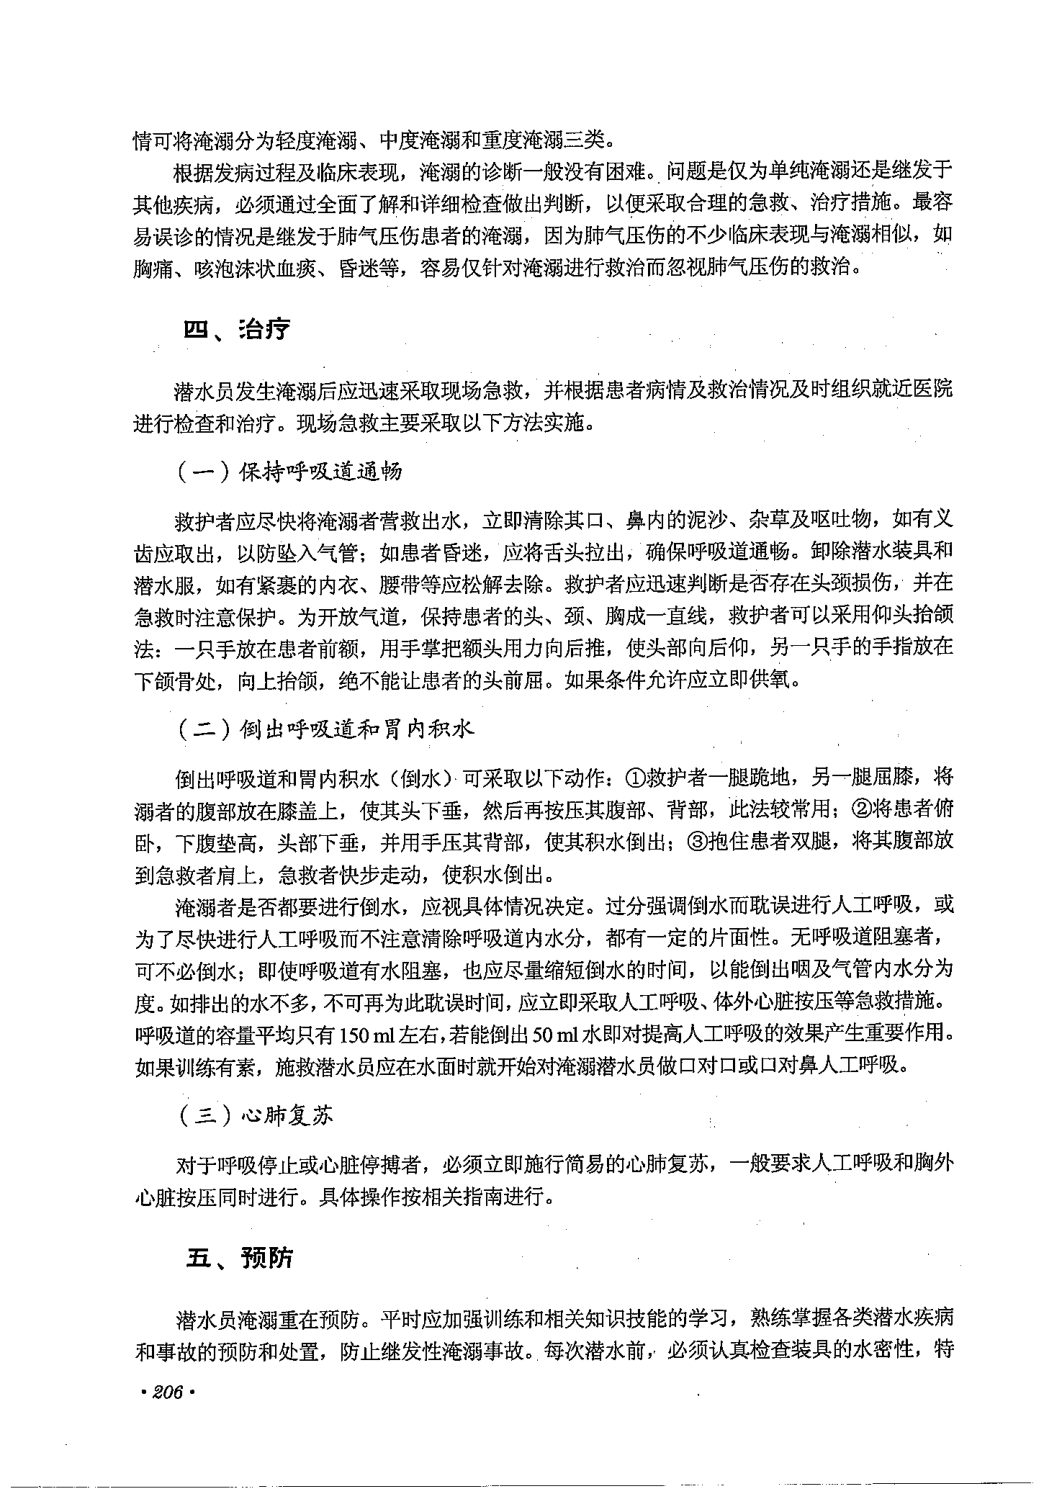 情可将淹溺分为轻度淹溺、中度淹溺和重度淹溺三类。
根据发病过程及临床表现，淹溺的诊断一般没有困难。问题是仅为单纯淹溺还是继发于
其他疾病，必须通过全面了解和详细检查做出判断，以便采取合理的急救、治疗措施。最容
易误诊的情况是继发于肺气压伤患者的淹溺，因为肺气压伤的不少临床表现与淹溺相似，如
胸痛、咳泡沫状血痰、昏迷等，容易仅针对淹溺进行救治而忽视肺气压伤的救治。
四、治疗
潜水员发生淹溺后应迅速采取现场急救，并根据患者病情及救治情况及时组织就近医院
进行检查和治疗。现场急救主要采取以下方法实施。
（一）保持呼吸道通畅
救护者应尽快将淹溺者营救出水，立即清除其口、鼻内的泥沙、杂草及呕吐物，如有义
齿应取出，以防坠入气管；如患者昏迷，应将舌头拉出，确保呼吸道通畅。卸除潜水装具和
潜水服，如有紧裹的内衣、腰带等应松解去除。救护者应迅速判断是否存在头颈损伤，并在
急救时注意保护。为开放气道，保持患者的头、颈、胸成一直线，救护者可以采用仰头抬颌
法：一只手放在患者前额，用手掌把额头用力向后推，使头部向后仰，另一只手的手指放在
下颌骨处，向上抬颌，绝不能让患者的头前屈。如果条件允许应立即供氧。
（二）倒出呼吸道和胃内积水
倒出呼吸道和胃内积水（倒水）可采取以下动作：①救护者一腿跪地，另一腿屈膝，将
溺者的腹部放在膝盖上，使其头下垂，然后再按压其腹部、背部，此法较常用；②将患者俯
卧，下腹垫高，头部下垂，并用手压其背部，使其积水倒出；③抱住患者双腿，将其腹部放
到急救者肩上，急救者快步走动，使积水倒出。
淹溺者是否都要进行倒水，应视具体情况决定。过分强调倒水而耽误进行人工呼吸，或
为了尽快进行人工呼吸而不注意清除呼吸道内水分，都有一定的片面性。无呼吸道阻塞者，
可不必倒水；即使呼吸道有水阻塞，也应尽量缩短倒水的时间，以能倒出咽及气管内水分为
度。如排出的水不多，不可再为此耽误时间，应立即采取人工呼吸、体外心脏按压等急救措施。
呼吸道的容量平均只有 150 ml 左右，若能倒出 50 ml 水即对提高人工呼吸的效果产生重要作用。
如果训练有素，施救潜水员应在水面时就开始对淹溺潜水员做口对口或口对鼻人工呼吸。
（三）心肺复苏
对于呼吸停止或心脏停搏者，必须立即施行简易的心肺复苏，一般要求人工呼吸和胸外
心脏按压同时进行。具体操作按相关指南进行。
五、预防
潜水员淹溺重在预防。平时应加强训练和相关知识技能的学习，熟练掌握各类潜水疾病
和事故的预防和处置，防止继发性淹溺事故。每次潜水前，必须认真检查装具的水密性，特
·206·